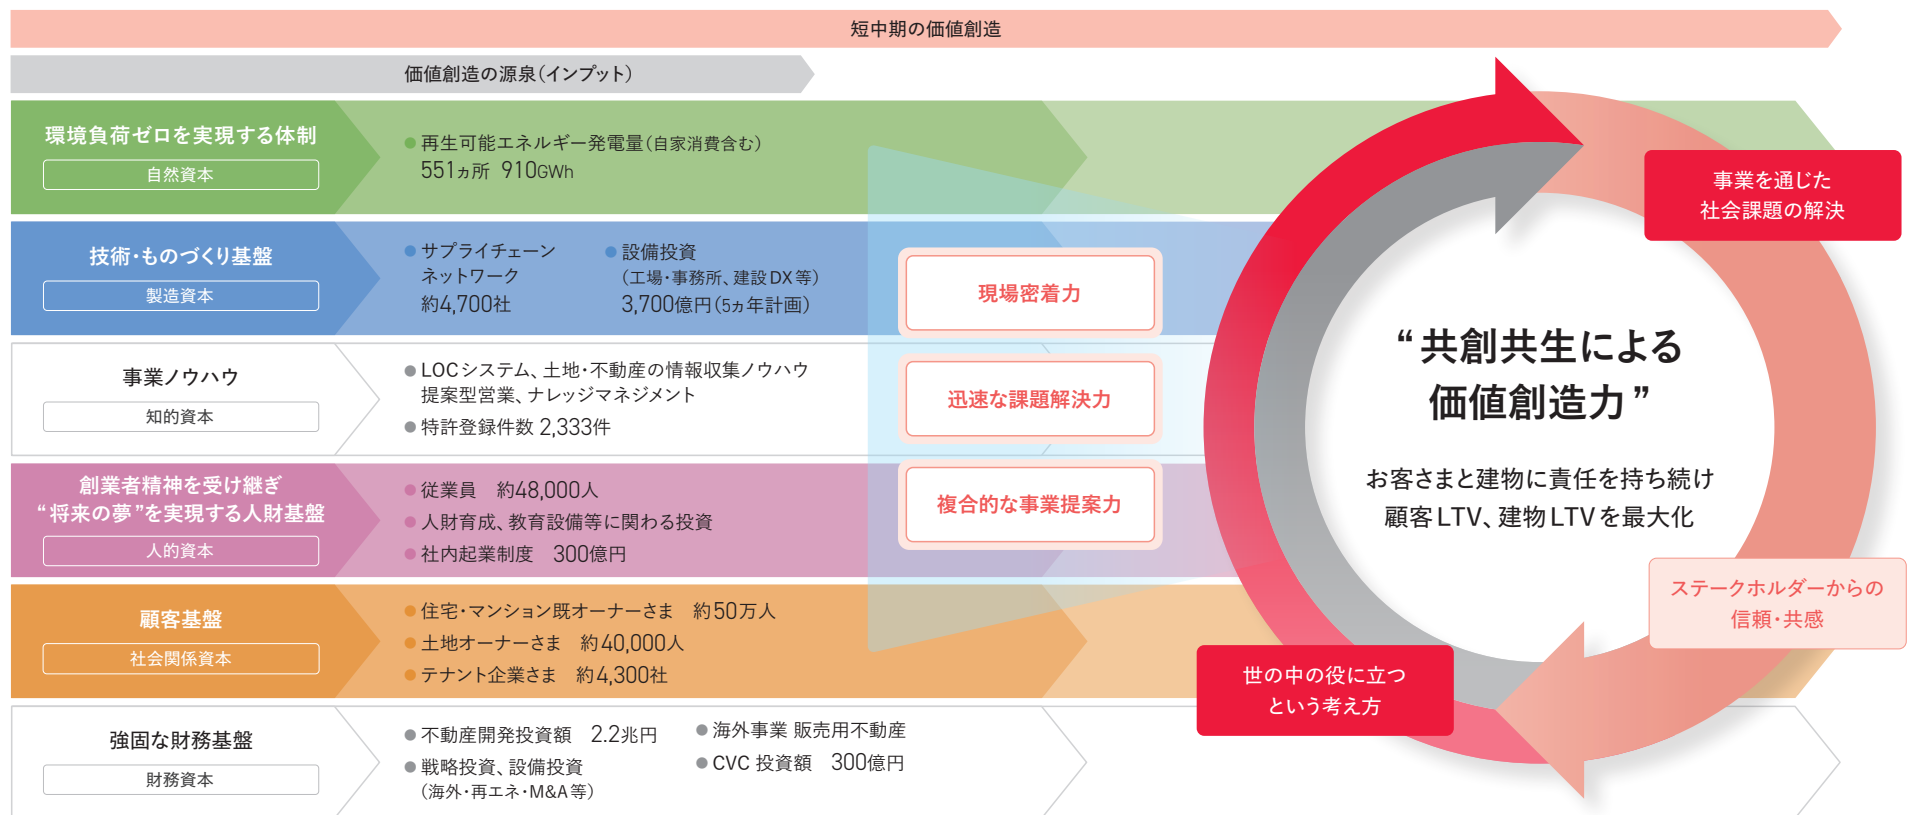 短中期の価値創造
価値創造の源泉（インプット）
環境負荷ゼロを実現する体制
自然資本
● 再生可能エネルギー発電量（自家消費含む）
551ヵ所 910GWh
技術・ものづくり基盤
製造資本
● サプライチェーン
ネットワーク
約4,700社
● 設備投資
（工場・事務所、建設DX等）
3,700億円（5ヵ年計画）
事業ノウハウ
知的資本
● LOCシステム、土地・不動産の情報収集ノウハウ
提案型営業、ナレッジマネジメント
● 特許登録件数 2,333件
創業者精神を受け継ぎ
“将来の夢”を実現する人財基盤
人的資本
● 従業員 約48,000人
● 人財育成、教育設備等に関わる投資
● 社内起業制度 300億円
顧客基盤
社会関係資本
● 住宅・マンション既オーナーさま 約50万人
● 土地オーナーさま 約40,000人
● テナント企業さま 約4,300社
強固な財務基盤
財務資本
● 不動産開発投資額 2.2兆円
● 戦略投資、設備投資
（海外・再エネ・M&A等）
● 海外事業 販売用不動産
● CVC 投資額 300億円
現場密着力
迅速な課題解決力
複合的な事業提案力
事業を通じた
社会課題の解決
“共創共生による
価値創造力”
お客さまと建物に責任を持ち続け
顧客LTV、建物LTVを最大化
ステークホルダーからの
信頼・共感
世の中の役に立つ
という考え方